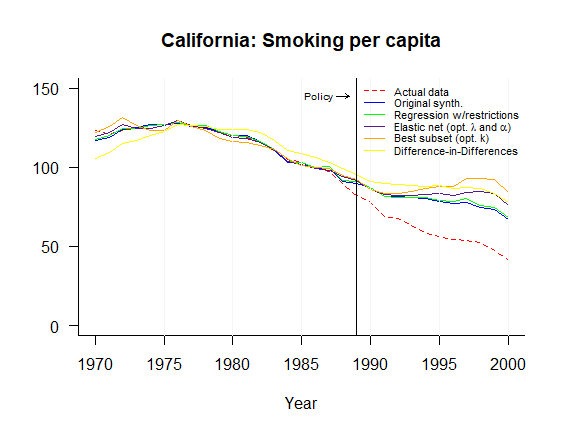 California: Smoking per capita
150
100
50
0
Policy
Actual data
Original synth.
Regression w/restrictions
Elastic net (opt. λ and α)
Best subset (opt. k)
Difference-in-Differences
1970 1975 1980 1985 1990 1995 2000
Year